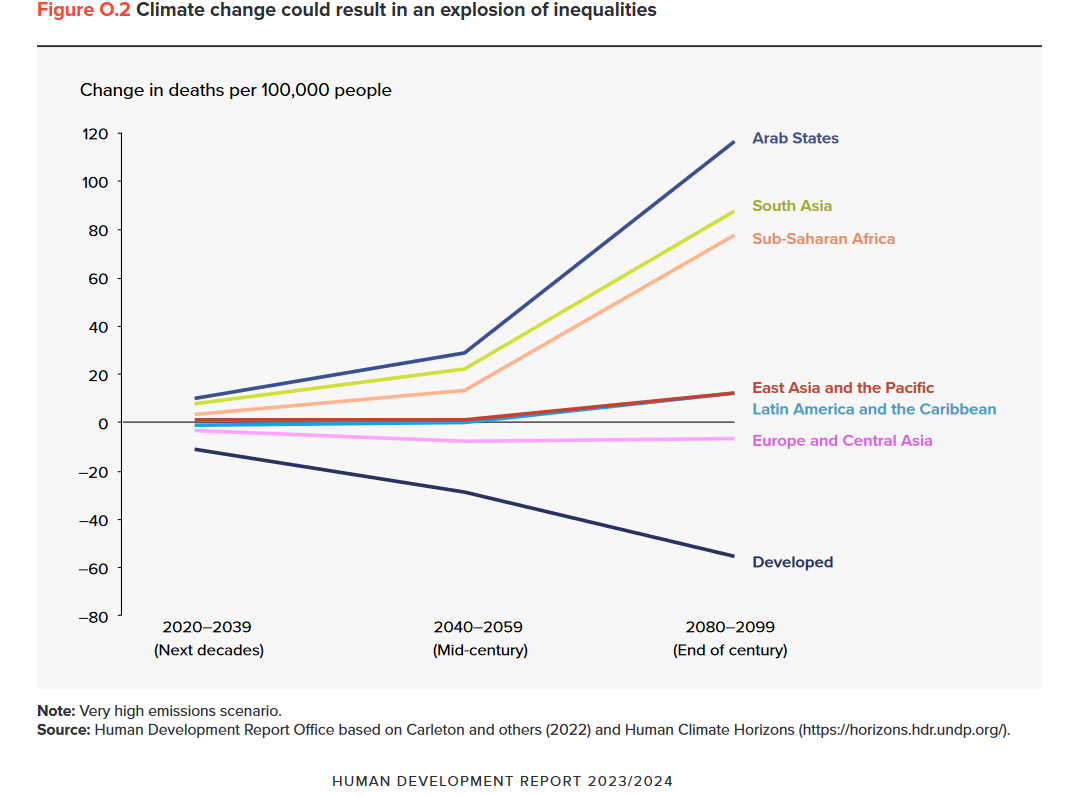 Figure O.2 Climate change could result in an explosion of inequalities
Change in deaths per 100,000 people
120
100
80
60
40
20
0
–20
–40
–60
–80
Arab States
South Asia
Sub-Saharan Africa
East Asia and the Pacific
Latin America and the Caribbean
Europe and Central Asia
Developed
2020–2039
(Next decades)
2040–2059
(Mid-century)
2080–2099
(End of century)
Note: Very high emissions scenario.
Source: Human Development Report Office based on Carleton and others (2022) and Human Climate Horizons (https://horizons.hdr.undp.org/).
HUMAN DEVELOPMENT REPORT 2023/2024